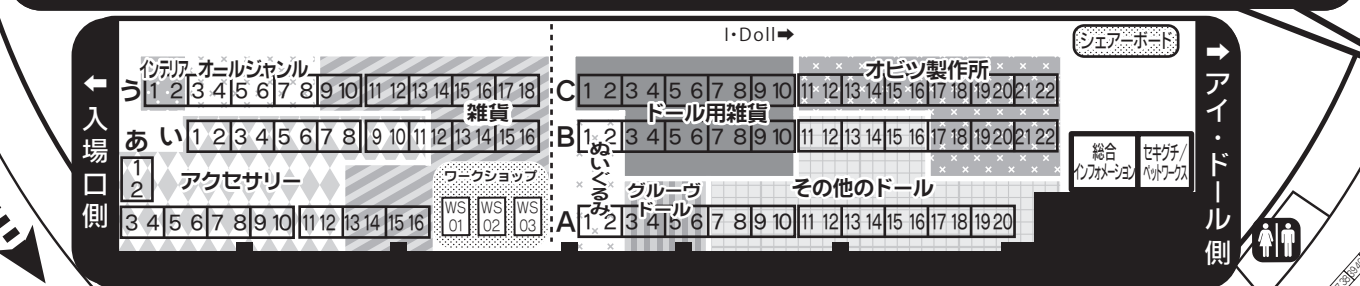 I・Doll➡
シェアーボード
⬅入場口側
➡アイ・ドール側
インテリア オールジャンル
う 1 2 3 4 5 6 7 8 9 10 11 12 13 14 15 16 17 18
雑貨
あ い 1 2 3 4 5 6 7 8 9 10 11 12 13 14 15 16
1
2
アクセサリー
ワークショップ
WS 01 WS 02 WS 03
3 4 5 6 7 8 9 10 11 12 13 14 15 16
オビツ製作所
C 1 2 3 4 5 6 7 8 9 10 11 12 13 14 15 16 17 18 19 20 21 22
ドール用雑貨
B 1 2 3 4 5 6 7 8 9 10 11 12 13 14 15 16 17 18 19 20 21 22
ぬいぐるみ
グルーヴ
ドール
その他のドール
A 1 2 3 4 5 6 7 8 9 10 11 12 13 14 15 16 17 18 19 20
総合
インフォメーション
セキグチ/
ペットワークス